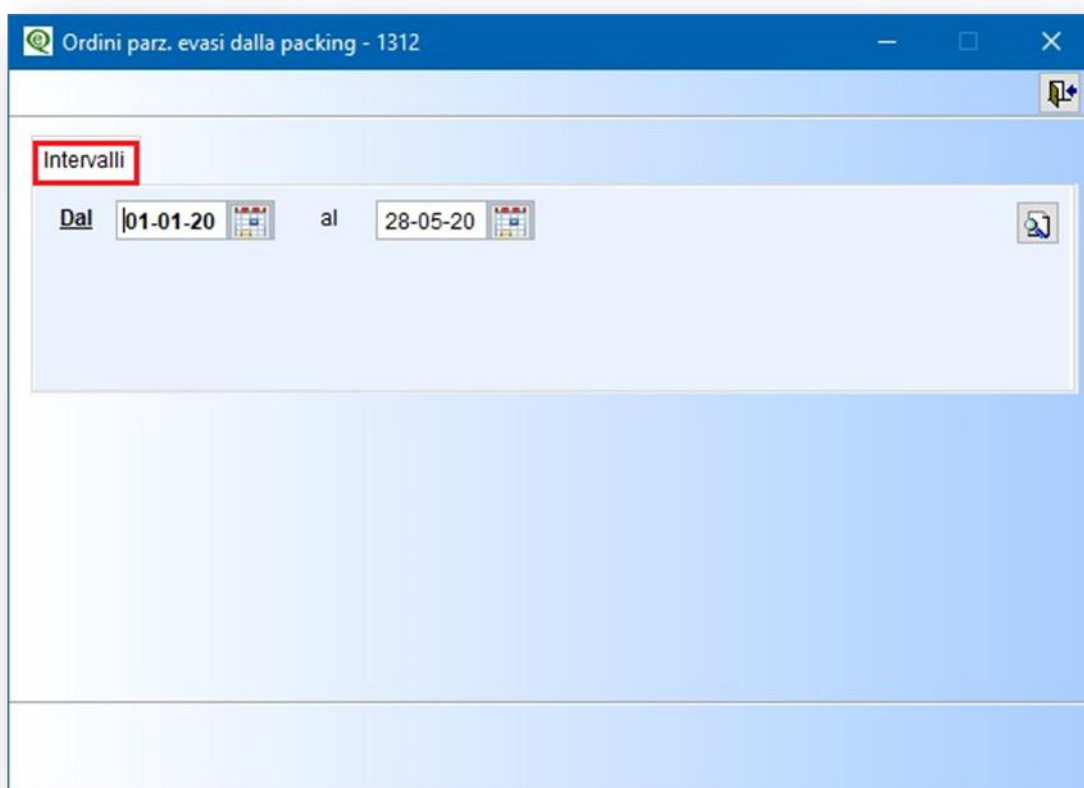 Ordini parz. evasi dalla packing - 1312
Intervalli
Dal 01-01-20 al 28-05-20